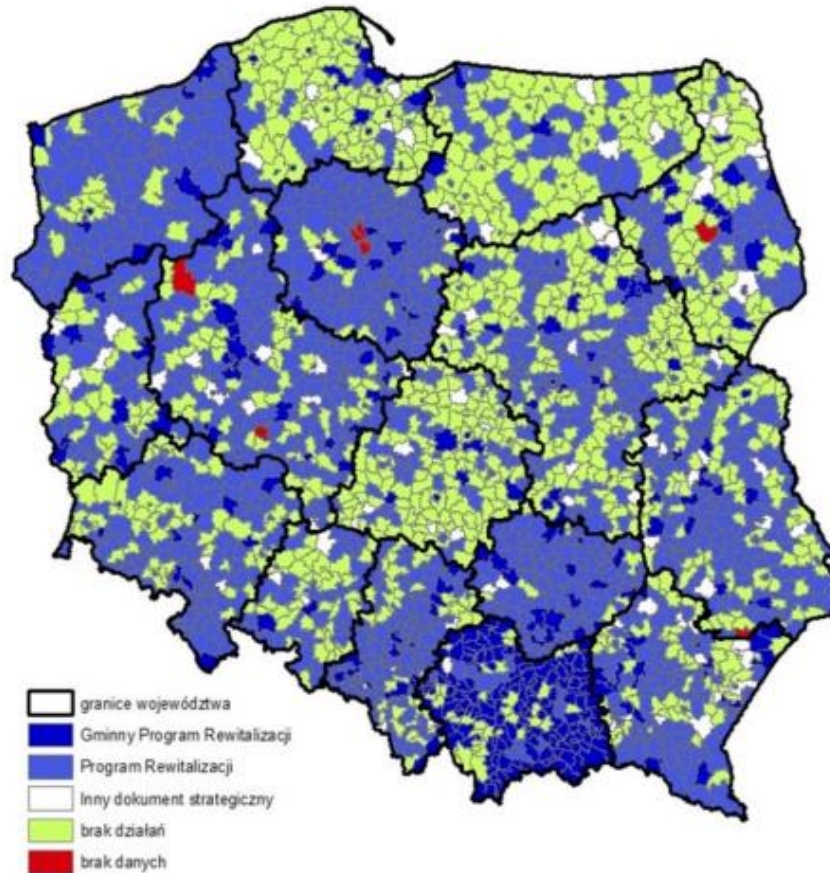 granice województwa
Gminny Program Rewitalizacji
Program Rewitalizacji
Inny dokument strategiczny
brak działań
brak danych